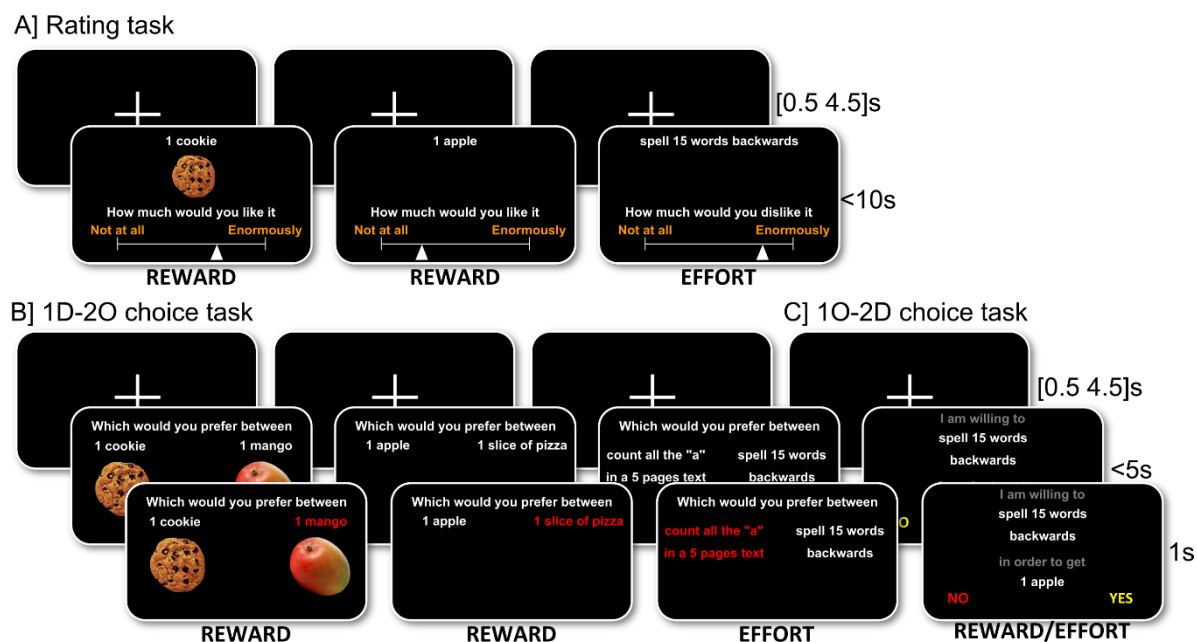 A] Rating task
[0.5 4.5]s
1 cookie
How much would you like it
Not at all Enormously
REWARD
1 apple
How much would you like it
Not at all Enormously
REWARD
spell 15 words backwards
How much would you dislike it
Not at all Enormously
EFFORT
<10s
B] 1D-2O choice task
C] 1O-2D choice task
[0.5 4.5]s
Which would you prefer between
1 cookie 1 mango
Which would you prefer between
1 apple 1 slice of pizza
Which would you prefer between
count all the "a" spell 15 words
in a 5 pages text backwards
I am willing to
spell 15 words
backwards
O
<5s
Which would you prefer between
1 cookie 1 mango
REWARD
Which would you prefer between
1 apple 1 slice of pizza
REWARD
Which would you prefer between
count all the "a" spell 15 words
in a 5 pages text backwards
EFFORT
I am willing to
spell 15 words
backwards
in order to get
1 apple
NO YES
REWARD/EFFORT
1s